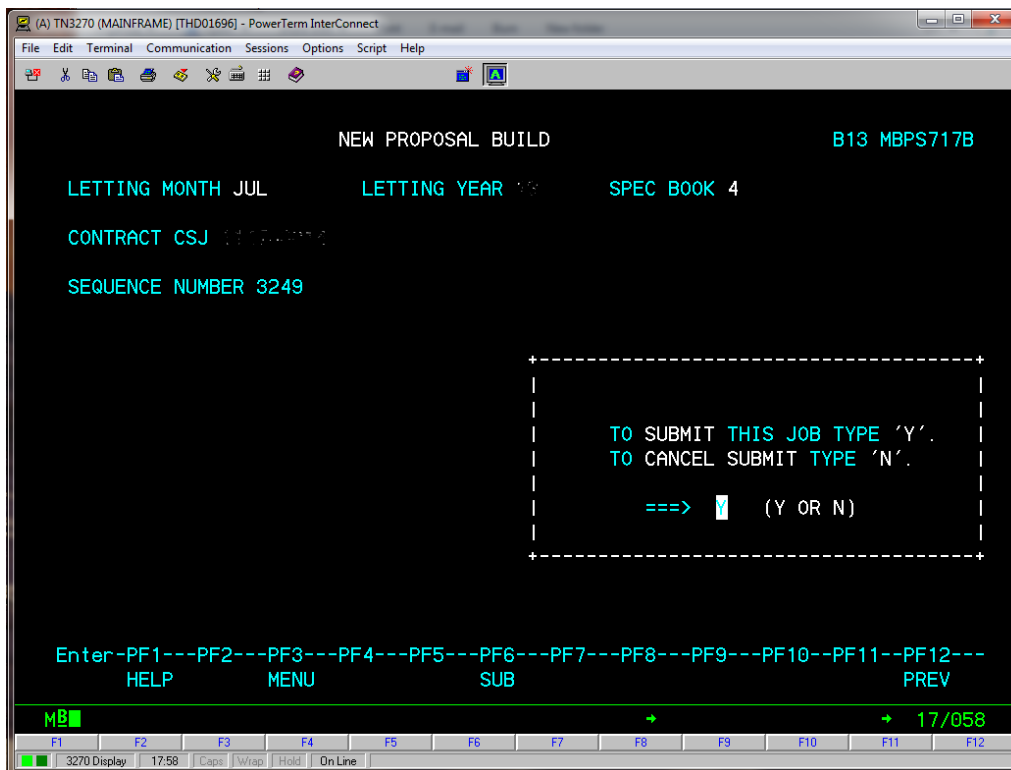 (A) TN3270 (MAINFRAME) [THD01696] - PowerTerm InterConnect
File Edit Terminal Communication Sessions Options Script Help
NEW PROPOSAL BUILD B13 MBPS717B
LETTING MONTH JUL LETTING YEAR SPEC BOOK 4
CONTRACT CSJ
SEQUENCE NUMBER 3249
+--------------------------------------+
TO SUBMIT THIS JOB TYPE ´Y´.
TO CANCEL SUBMIT TYPE ´N´.
===> Y (Y OR N)
+--------------------------------------+
Enter-PF1---PF2---PF3---PF4---PF5---PF6---PF7---PF8---PF9---PF10--PF11--PF12---
HELP MENU SUB PREV
MB → → 17/058
F1 F2 F3 F4 F5 F6 F7 F8 F9 F10 F11 F12
3270 Display 17:58 Caps Wrap Hold On Line